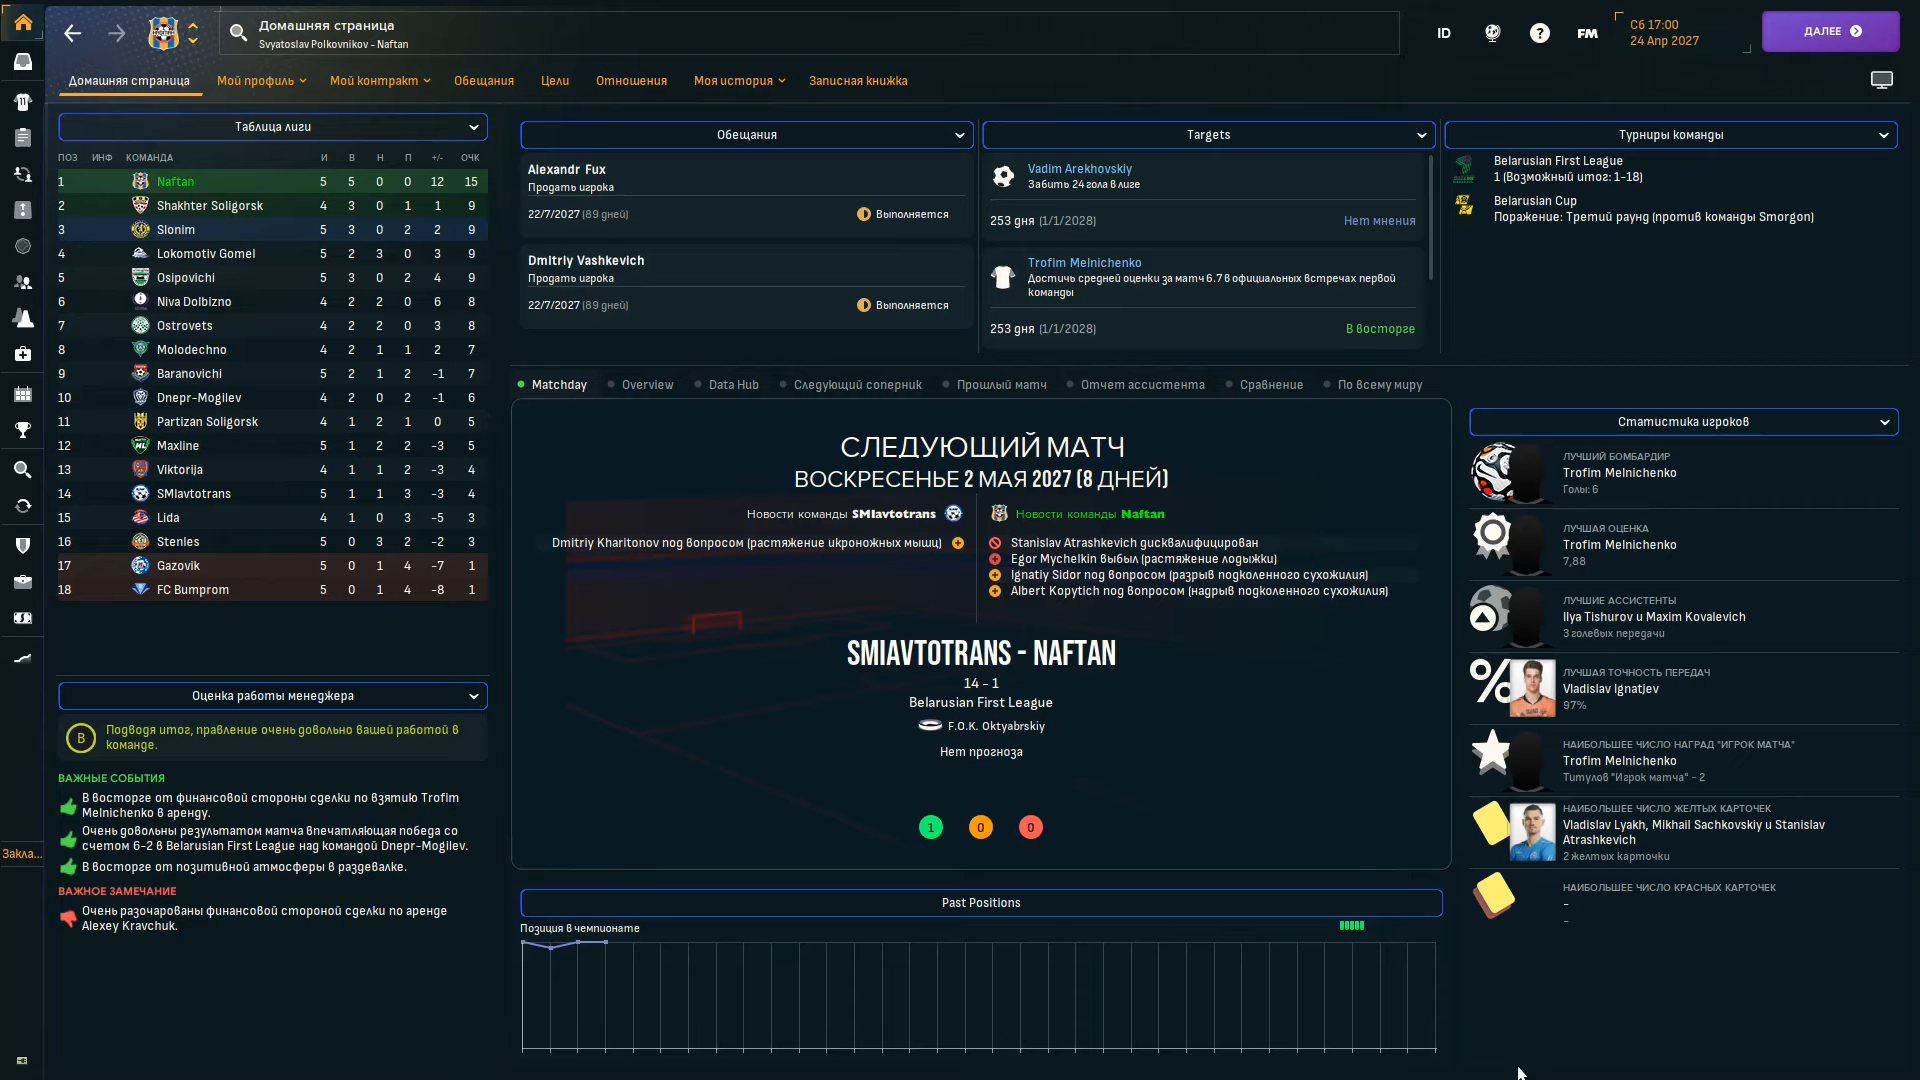 Домашняя страница
Svyatoslav Polkovnikov - Naftan
ID
?
FM
Сб 17:00
24 Апр 2027
ДАЛЕЕ
Домашняя страница
Мой профиль
Мой контракт
Обещания
Цели
Отношения
Моя история
Записная книжка
Таблица лиги
ПОЗ ИНФ КОМАНДА И В Н П +/- ОЧК
1 Naftan 5 5 0 0 12 15
2 Shakhter Soligorsk 4 3 0 1 1 9
3 Slonim 5 3 0 2 2 9
4 Lokomotiv Gomel 5 2 3 0 3 9
5 Osipovichi 5 3 0 2 4 9
6 Niva Dolbizno 4 2 2 0 6 8
7 Ostrovets 4 2 2 0 3 8
8 Molodechno 4 2 1 1 2 7
9 Baranovichi 5 2 1 2 -1 7
10 Dnepr-Mogilev 4 2 0 2 -1 6
11 Partizan Soligorsk 4 1 2 1 0 5
12 Maxline 5 1 2 2 -3 5
13 Viktorija 4 1 1 2 -3 4
14 SMIavtotrans 5 1 1 3 -3 4
15 Lida 4 1 0 3 -5 3
16 Stenles 5 0 3 2 -2 3
17 Gazovik 5 0 1 4 -7 1
18 FC Bumprom 5 0 1 4 -8 1
Обещания
Alexandr Fux
Продать игрока
22/7/2027 (89 дней) Выполняется
Dmitriy Vashkevich
Продать игрока
22/7/2027 (89 дней) Выполняется
Targets
Vadim Arekhovskiy
Забить 24 гола в лиге
253 дня (1/1/2028) Нет мнения
Trofim Melnichenko
Достичь средней оценки за матч 6.7 в официальных встречах первой
команды
253 дня (1/1/2028) В восторге
Турниры команды
Belarusian First League
1 (Возможный итог: 1-18)
Belarusian Cup
Поражение: Третий раунд (против команды Smorgon)
Matchday
Overview
Data Hub
Следующий соперник
Прошлый матч
Отчет ассистента
Сравнение
По всему миру
СЛЕДУЮЩИЙ МАТЧ
ВОСКРЕСЕНЬЕ 2 МАЯ 2027 (8 ДНЕЙ)
Новости команды SMIavtotrans
Dmitriy Kharitonov под вопросом (растяжение икроножных мышц)
Новости команды Naftan
Stanislav Atrashkevich дисквалифицирован
Egor Mychelkin выбыл (растяжение лодыжки)
Ignatiy Sidor под вопросом (разрыв подколенного сухожилия)
Albert Kopytich под вопросом (надрыв подколенного сухожилия)
SMIAVTOTRANS - NAFTAN
14 - 1
Belarusian First League
F.O.K. Oktyabrskiy
Нет прогноза
1 0 0
Статистика игроков
ЛУЧШИЙ БОМБАРДИР
Trofim Melnichenko
Голы: 6
ЛУЧШАЯ ОЦЕНКА
Trofim Melnichenko
7,88
ЛУЧШИЕ АССИСТЕНТЫ
Ilya Tishurov и Maxim Kovalevich
3 голевых передачи
%
ЛУЧШАЯ ТОЧНОСТЬ ПЕРЕДАЧ
Vladislav Ignatjev
97%
НАИБОЛЬШЕЕ ЧИСЛО НАГРАД "ИГРОК МАТЧА"
Trofim Melnichenko
Титулов "Игрок матча" - 2
НАИБОЛЬШЕЕ ЧИСЛО ЖЕЛТЫХ КАРТОЧЕК
Vladislav Lyakh, Mikhail Sachkovskiy и Stanislav
Atrashkevich
2 желтых карточки
НАИБОЛЬШЕЕ ЧИСЛО КРАСНЫХ КАРТОЧЕК
-
-
Оценка работы менеджера
B
Подводя итог, правление очень довольно вашей работой в
команде.
ВАЖНЫЕ СОБЫТИЯ
В восторге от финансовой стороны сделки по взятию Trofim
Melnichenko в аренду.
Очень довольны результатом матча впечатляющая победа со
счетом 6-2 в Belarusian First League над командой Dnepr-Mogilev.
В восторге от позитивной атмосферы в раздевалке.
ВАЖНОЕ ЗАМЕЧАНИЕ
Очень разочарованы финансовой стороной сделки по аренде
Alexey Kravchuk.
Закла...
Past Positions
Позиция в чемпионате